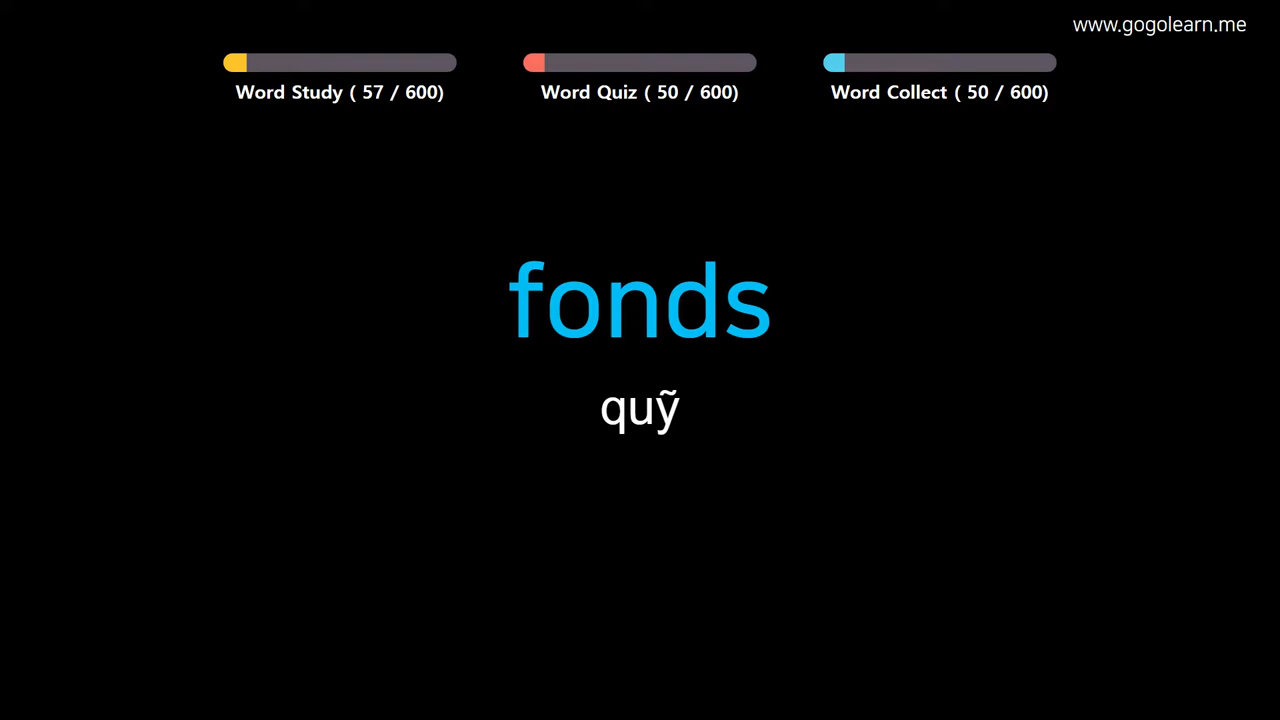 www.gogolearn.me
Word Study ( 57 / 600)
Word Quiz ( 50 / 600)
Word Collect ( 50 / 600)
fonds
quỹ